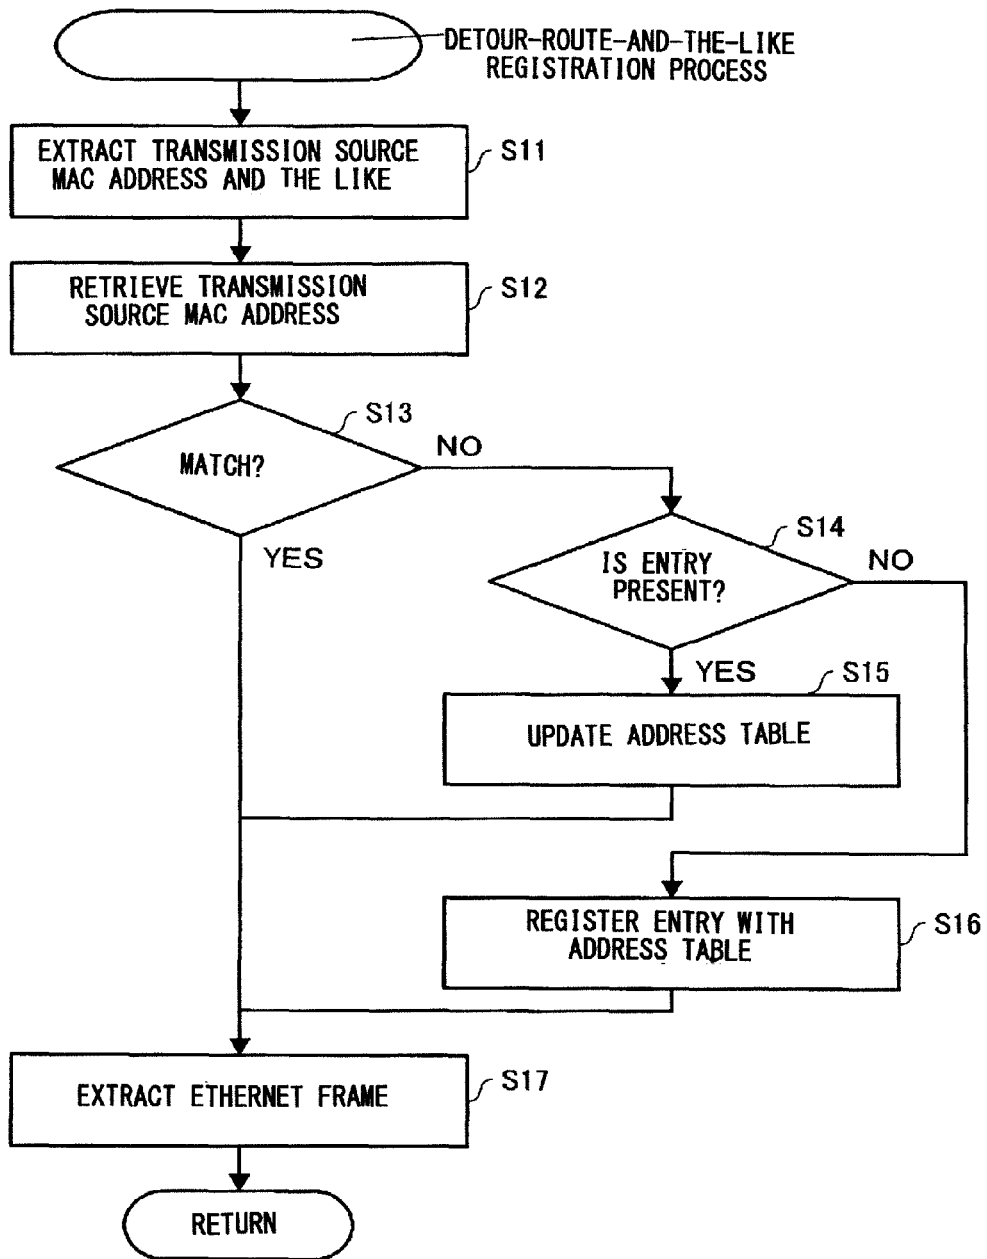 DETOUR-ROUTE-AND-THE-LIKE
REGISTRATION PROCESS
EXTRACT TRANSMISSION SOURCE
MAC ADDRESS AND THE LIKE
S11
RETRIEVE TRANSMISSION
SOURCE MAC ADDRESS
S12
S13
MATCH?
NO
YES
S14
IS ENTRY
PRESENT?
NO
YES
S15
UPDATE ADDRESS TABLE
REGISTER ENTRY WITH
ADDRESS TABLE
S16
EXTRACT ETHERNET FRAME
S17
RETURN